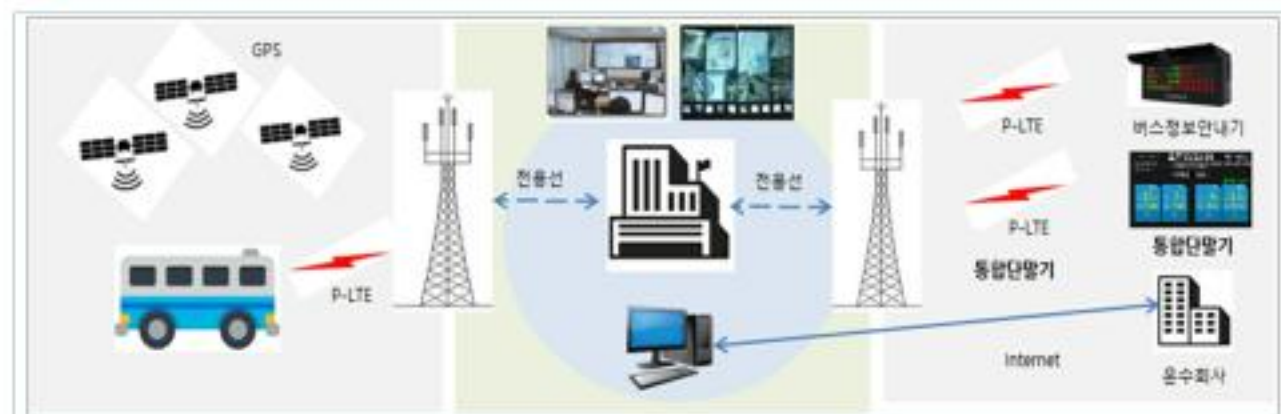 GPS
P-LTE
전용선
전용선
P-LTE
버스정보안내기
P-LTE
통합단말기
통합단말기
Internet
운수회사